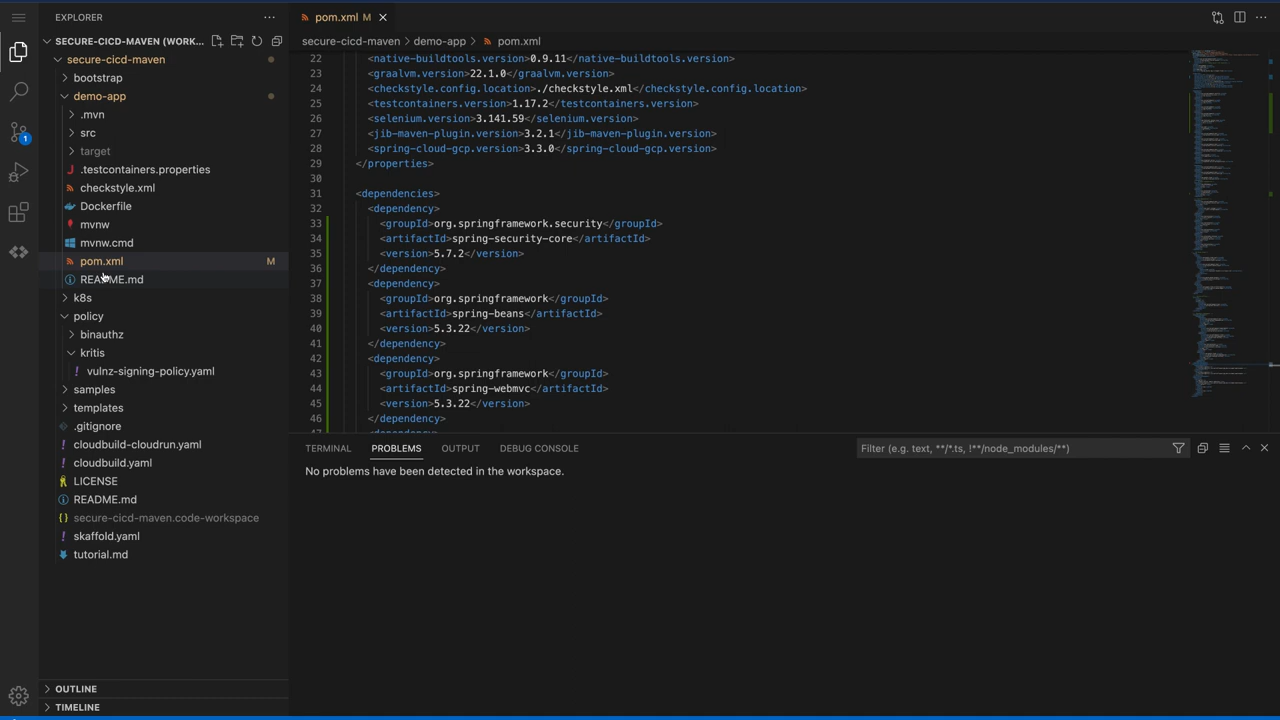 EXPLORER
pom.xml M
SECURE-CICD-MAVEN (WORK...
secure-cicd-maven
bootstrap
demo-app
.mvn
src
target
.testcontainers.properties
checkstyle.xml
Dockerfile
mvnw
mvnw.cmd
pom.xml M
README.md
k8s
policy
binauthz
kritis
vulnz-signing-policy.yaml
samples
templates
.gitignore
cloudbuild-cloudrun.yaml
cloudbuild.yaml
LICENSE
README.md
secure-cicd-maven.code-workspace
skaffold.yaml
tutorial.md
OUTLINE
TIMELINE
1
secure-cicd-maven > demo-app > pom.xml
22 <native-buildtools.version>0.9.11</native-buildtools.version>
23 <graalvm.version>22.1.0</graalvm.version>
24 <checkstyle.config.location>./checkstyle.xml</checkstyle.config.location>
25 <testcontainers.version>1.17.2</testcontainers.version>
26 <selenium.version>3.141.59</selenium.version>
27 <jib-maven-plugin.version>3.2.1</jib-maven-plugin.version>
28 <spring-cloud-gcp.version>3.3.0</spring-cloud-gcp.version>
29 </properties>
30
31 <dependencies>
32 <dependency>
33 <groupId>org.springframework.security</groupId>
34 <artifactId>spring-security-core</artifactId>
35 <version>5.7.2</version>
36 </dependency>
37 <dependency>
38 <groupId>org.springframework</groupId>
39 <artifactId>spring-beans</artifactId>
40 <version>5.3.22</version>
41 </dependency>
42 <dependency>
43 <groupId>org.springframework</groupId>
44 <artifactId>spring-webmvc</artifactId>
45 <version>5.3.22</version>
46 </dependency>
TERMINAL PROBLEMS OUTPUT DEBUG CONSOLE
Filter (e.g. text, **/*.ts, !**/node_modules/**)
No problems have been detected in the workspace.